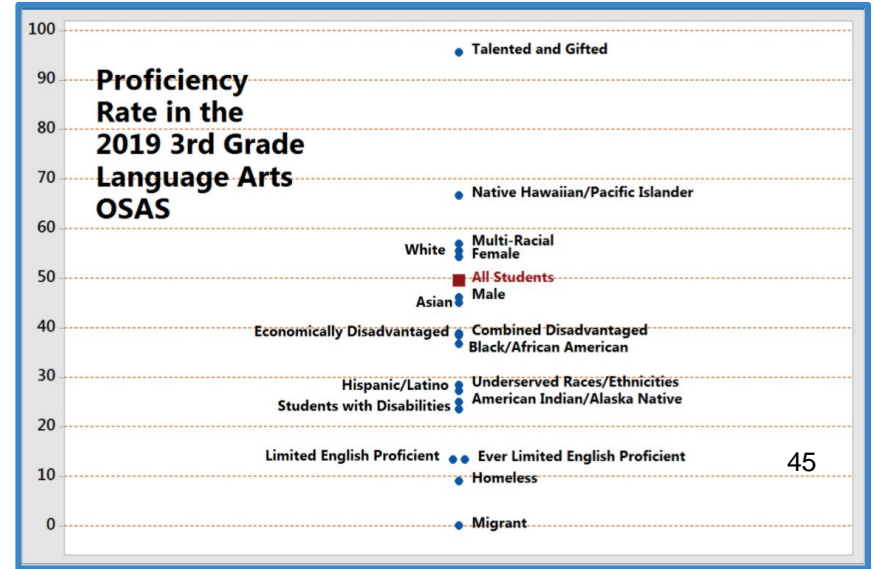 100
Talented and Gifted
90
Proficiency
Rate in the
2019 3rd Grade
Language Arts
OSAS
80
70
Native Hawaiian/Pacific Islander
60
Multi-Racial
White
Female
50
All Students
Male
Asian
40
Economically Disadvantaged
Combined Disadvantaged
Black/African American
30
Hispanic/Latino
Underserved Races/Ethnicities
American Indian/Alaska Native
Students with Disabilities
20
Limited English Proficient
Ever Limited English Proficient
45
10
Homeless
0
Migrant